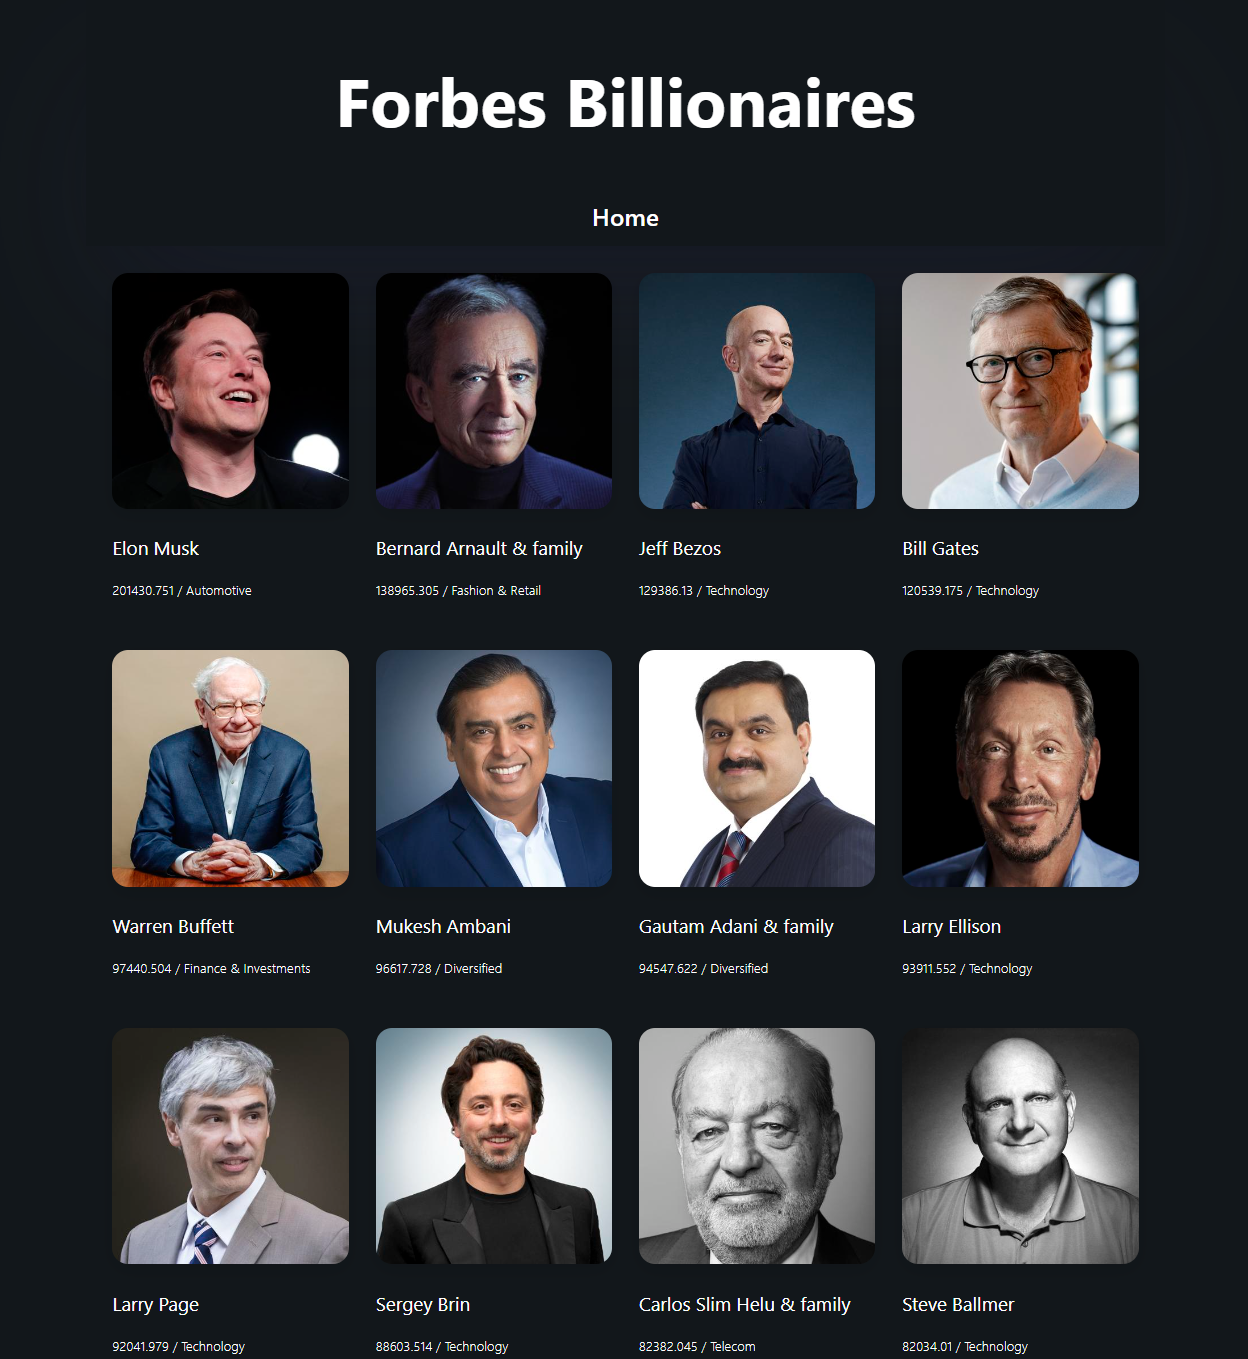 Forbes Billionaires
Home
Elon Musk
201430.751 / Automotive
Bernard Arnault & family
138965.305 / Fashion & Retail
Jeff Bezos
129386.13 / Technology
Bill Gates
120539.175 / Technology
Warren Buffett
97440.504 / Finance & Investments
Mukesh Ambani
96617.728 / Diversified
Gautam Adani & family
94547.622 / Diversified
Larry Ellison
93911.552 / Technology
Larry Page
92041.979 / Technology
Sergey Brin
88603.514 / Technology
Carlos Slim Helu & family
82382.045 / Telecom
Steve Ballmer
82034.01 / Technology